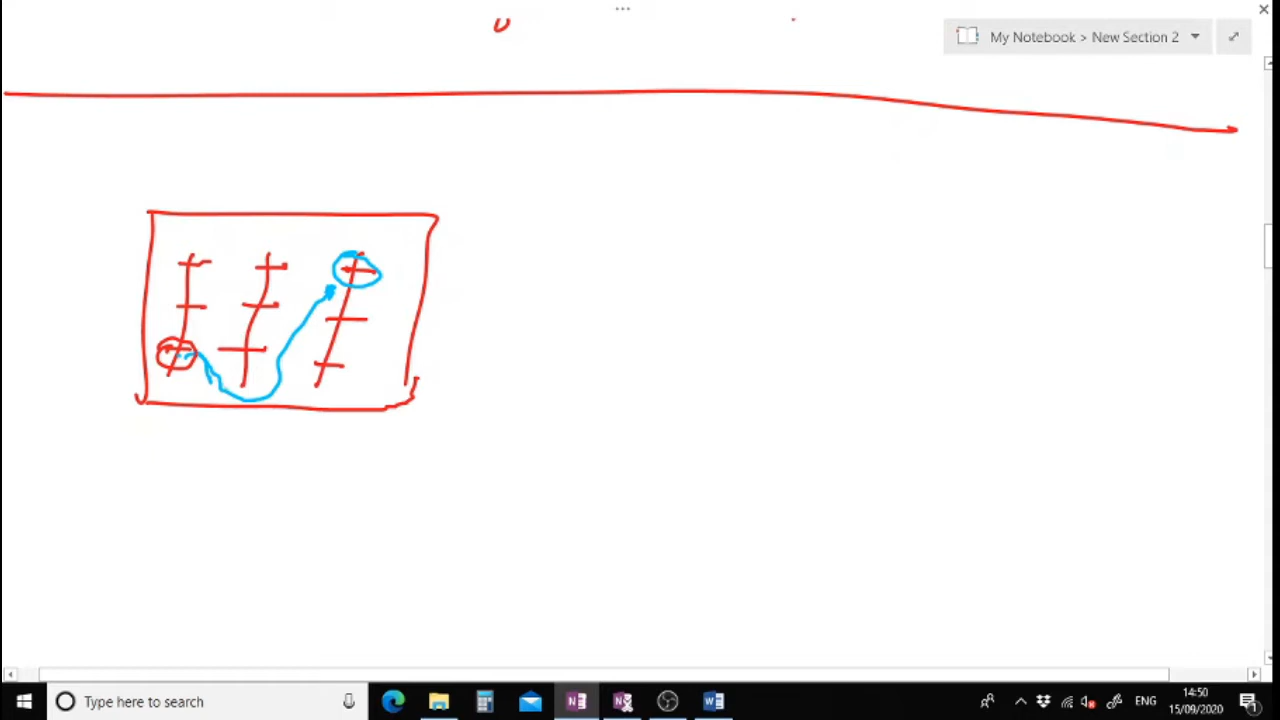 My Notebook > New Section 2
Type here to search
ENG
14:50
15/09/2020